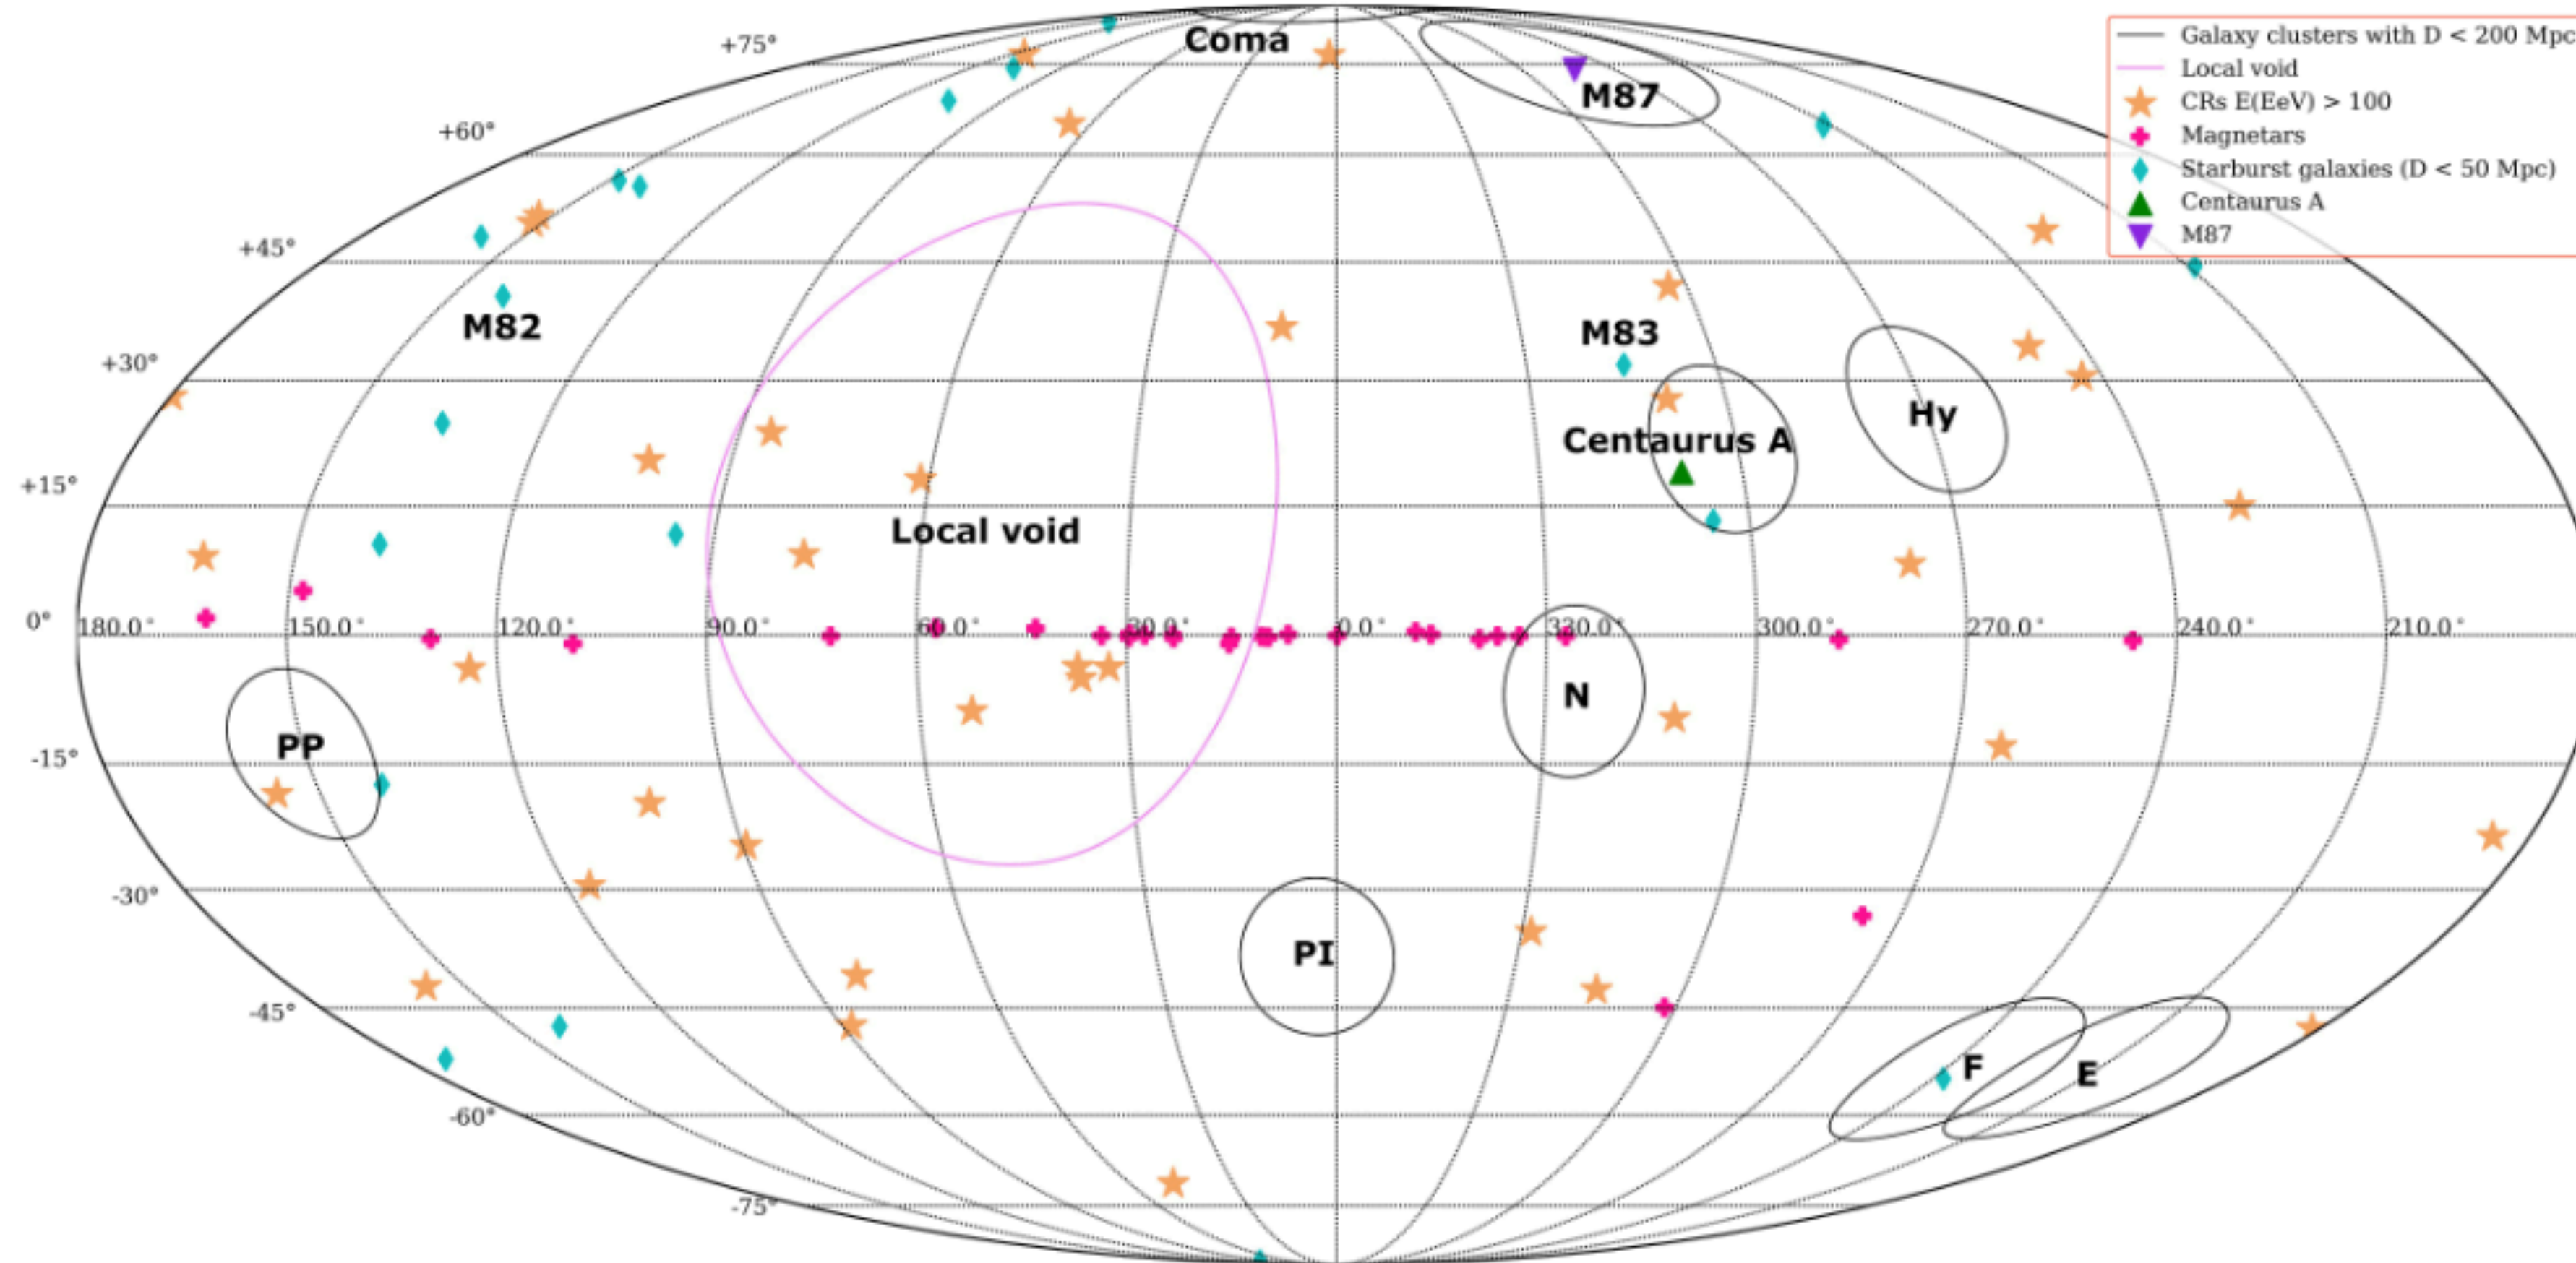 Galaxy clusters with D < 200 Mpc
Local void
CRs E(EeV) > 100
Magnetars
Starburst galaxies (D < 50 Mpc)
Centaurus A
M87
+75°
Coma
M87
+60°
+45°
M82
M83
+30°
Hy
Centaurus A
+15°
Local void
0°
180.0° 150.0° 120.0° 90.0° 60.0° 30.0° 0.0° 330.0° 300.0° 270.0° 240.0° 210.0°
N
PP
-15°
-30°
PI
-45°
F
E
-60°
-75°